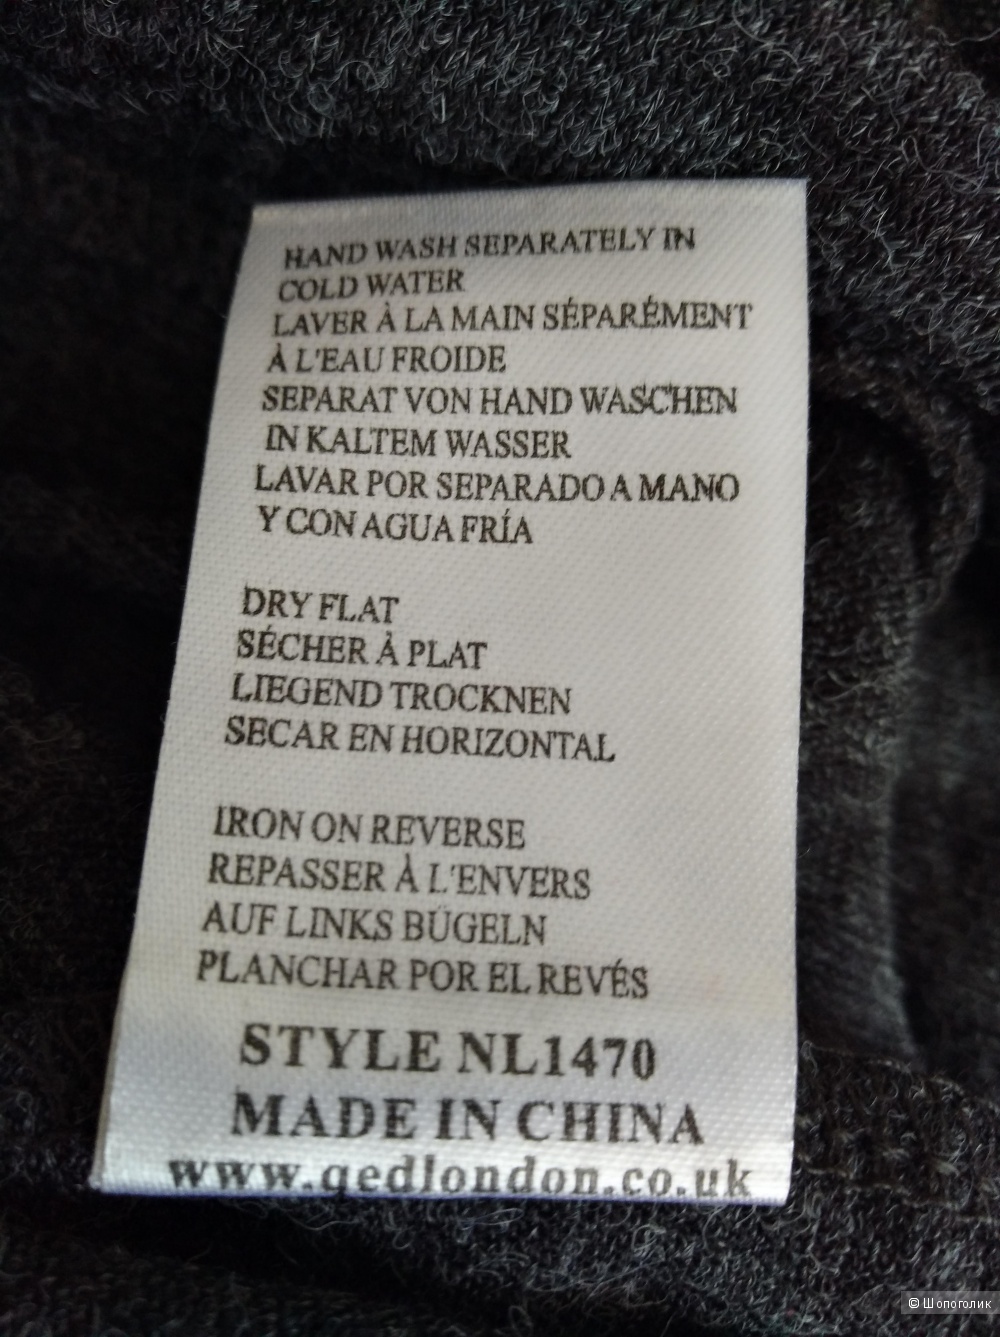 HAND WASH SEPARATELY IN
COLD WATER
LAVER À LA MAIN SÉPARÉMENT
À L'EAU FROIDE
SEPARAT VON HAND WASCHEN
IN KALTEM WASSER
LAVAR POR SEPARADO A MANO
Y CON AGUA FRÍA
DRY FLAT
SÉCHER À PLAT
LIEGEND TROCKNEN
SECAR EN HORIZONTAL
IRON ON REVERSE
REPASSER À L'ENVERS
AUF LINKS BÜGELN
PLANCHAR POR EL REVÉS
STYLE NL1470
MADE IN CHINA
www.qedlondon.co.uk
© Шопоголик